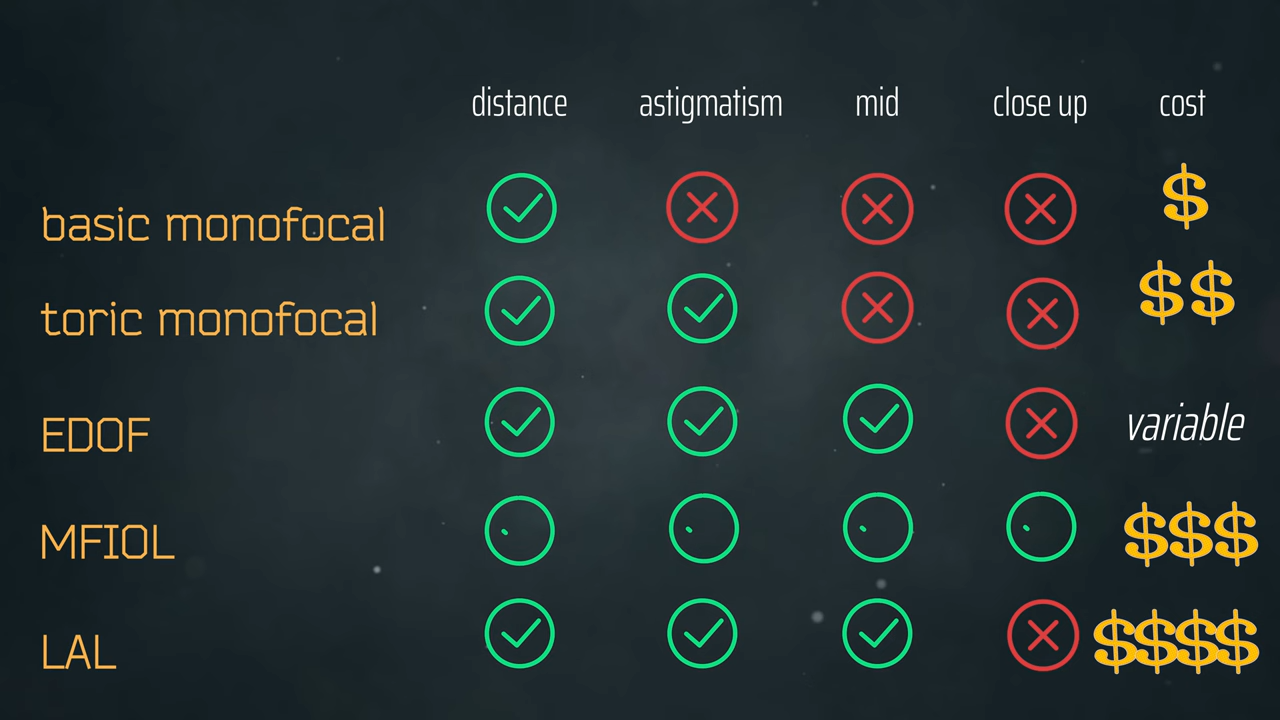 distance astigmatism mid close up cost
basic monofocal $
toric monofocal $$
EDOF variable
MFIOL $$$
LAL $$$$